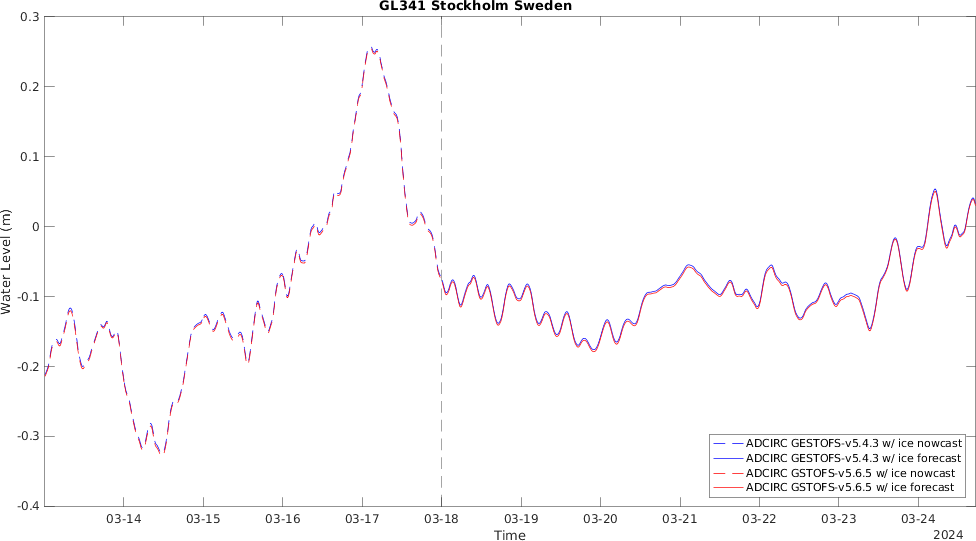 GL341 Stockholm Sweden
0.3
0.2
0.1
0
-0.1
-0.2
-0.3
-0.4
Water Level (m)
ADCIRC GESTOFS-v5.4.3 w/ ice nowcast
ADCIRC GESTOFS-v5.4.3 w/ ice forecast
ADCIRC GSTOFS-v5.6.5 w/ ice nowcast
ADCIRC GSTOFS-v5.6.5 w/ ice forecast
03-14 03-15 03-16 03-17 03-18 03-19 03-20 03-21 03-22 03-23 03-24
Time
2024